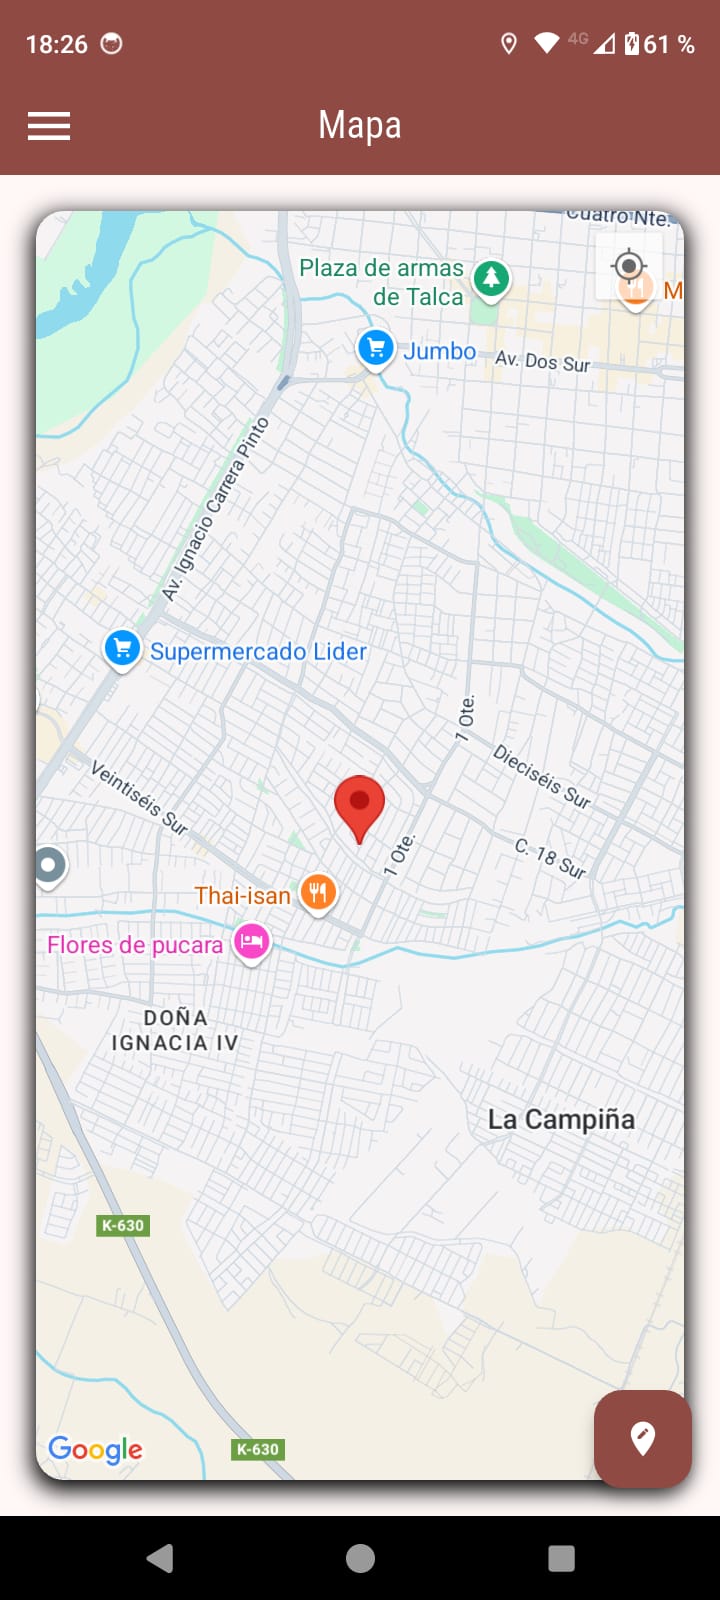 18:26
4G
61 %
Mapa
Cuatro Nte.
Plaza de armas
de Talca
M
Jumbo
Av. Dos Sur
Av. Ignacio Carrera Pinto
Supermercado Lider
1 Ote.
Dieciséis Sur
Veintiséis Sur
C. 18 Sur
1 Ote.
Thai-isan
Flores de pucara
DOÑA
IGNACIA IV
La Campiña
K-630
Google
K-630